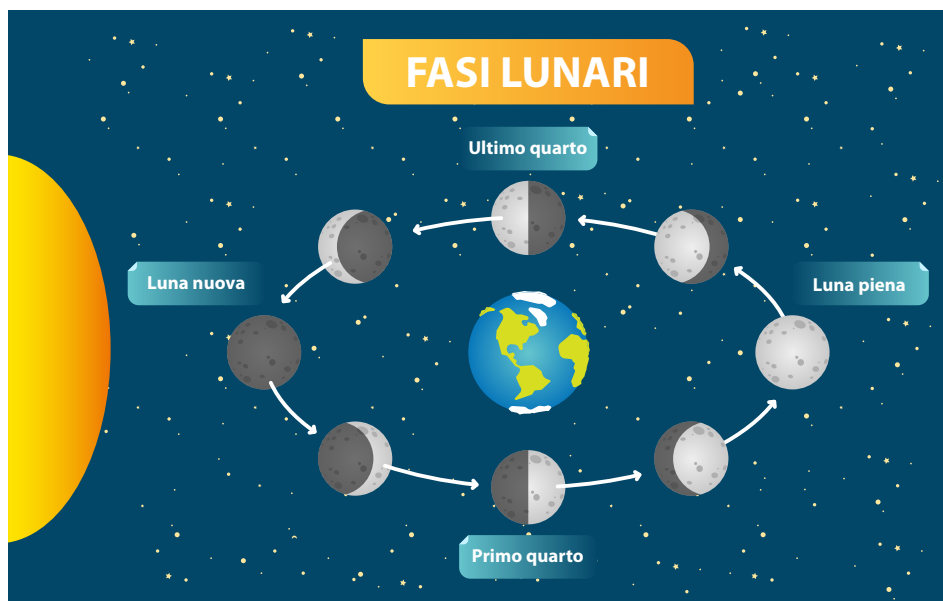 FASI LUNARI
Ultimo quarto
Luna nuova
Luna piena
Primo quarto